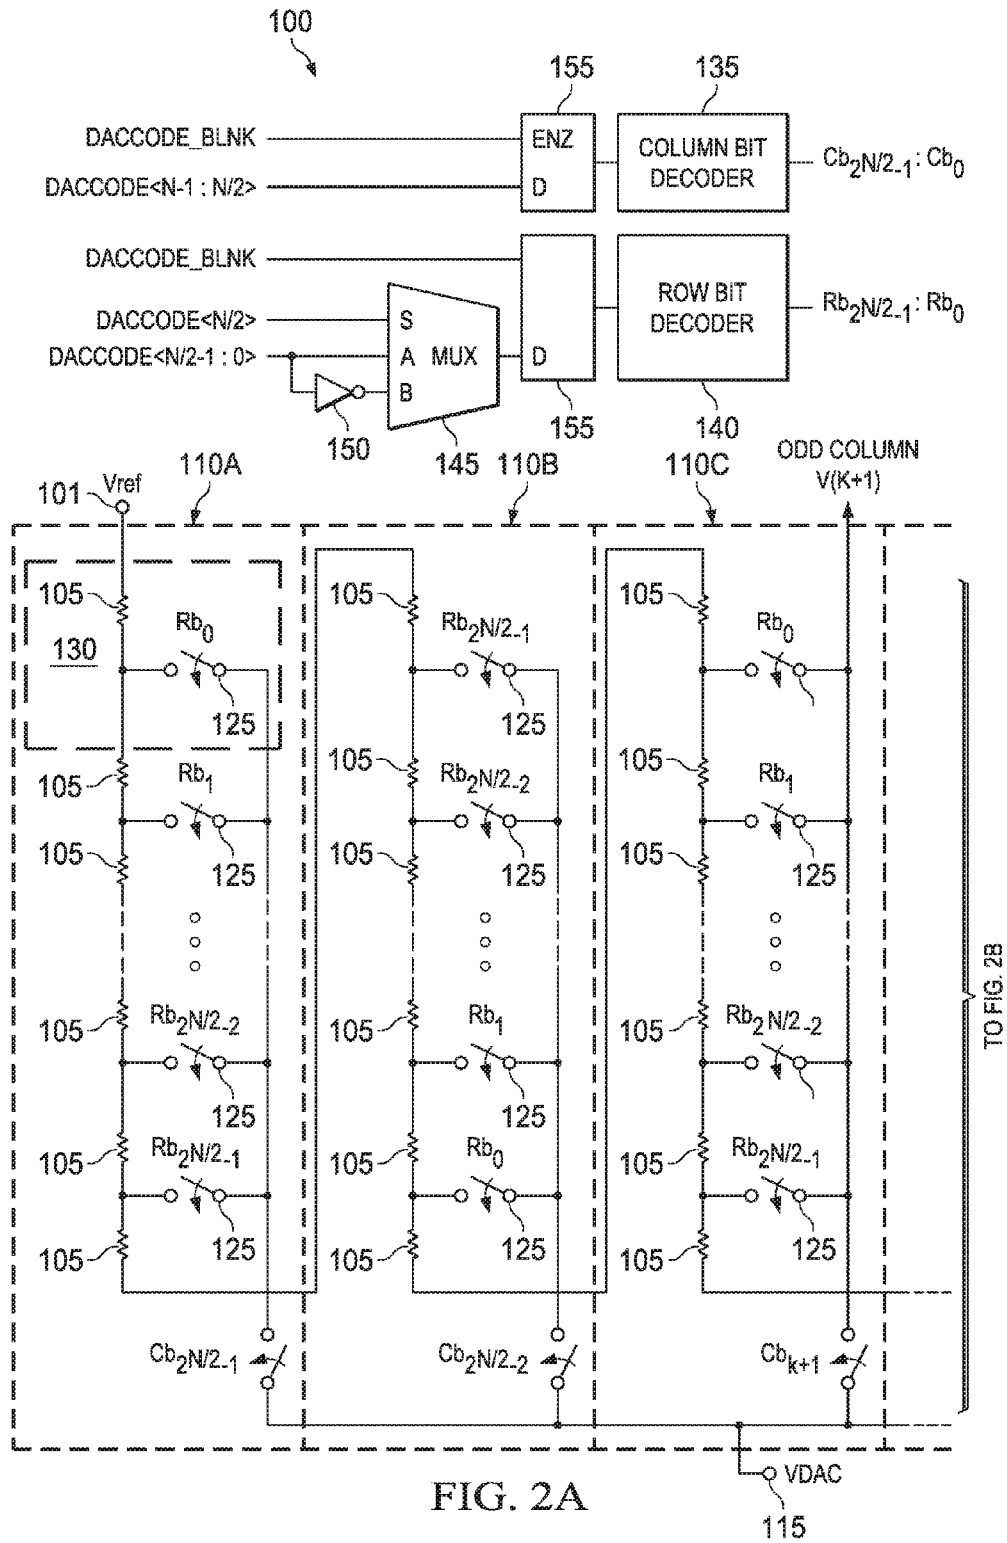 100
155
135
DACCODE_BLNK
ENZ
COLUMN BIT
DECODER
Cb2N/2-1 : Cb0
DACCODE<N-1 : N/2>
D
DACCODE_BLNK
ROW BIT
DECODER
Rb2N/2-1 : Rb0
DACCODE<N/2>
S
DACCODE<N/2-1 : 0>
A
MUX
D
B
150
145
155
140
110A
110B
110C
ODD COLUMN
V(K+1)
101
Vref
105
Rb0
130
125
105
Rb2N/2-1
125
105
Rb0
105
Rb1
125
105
105
Rb2N/2-2
125
105
105
Rb1
125
105
105
Rb2N/2-2
125
105
Rb2N/2-1
125
105
105
Rb1
125
105
Rb0
125
105
105
Rb2N/2-2
105
Rb2N/2-1
125
105
Cb2N/2-1
Cb2N/2-2
Cbk+1
TO FIG. 2B
VDAC
115
FIG. 2A